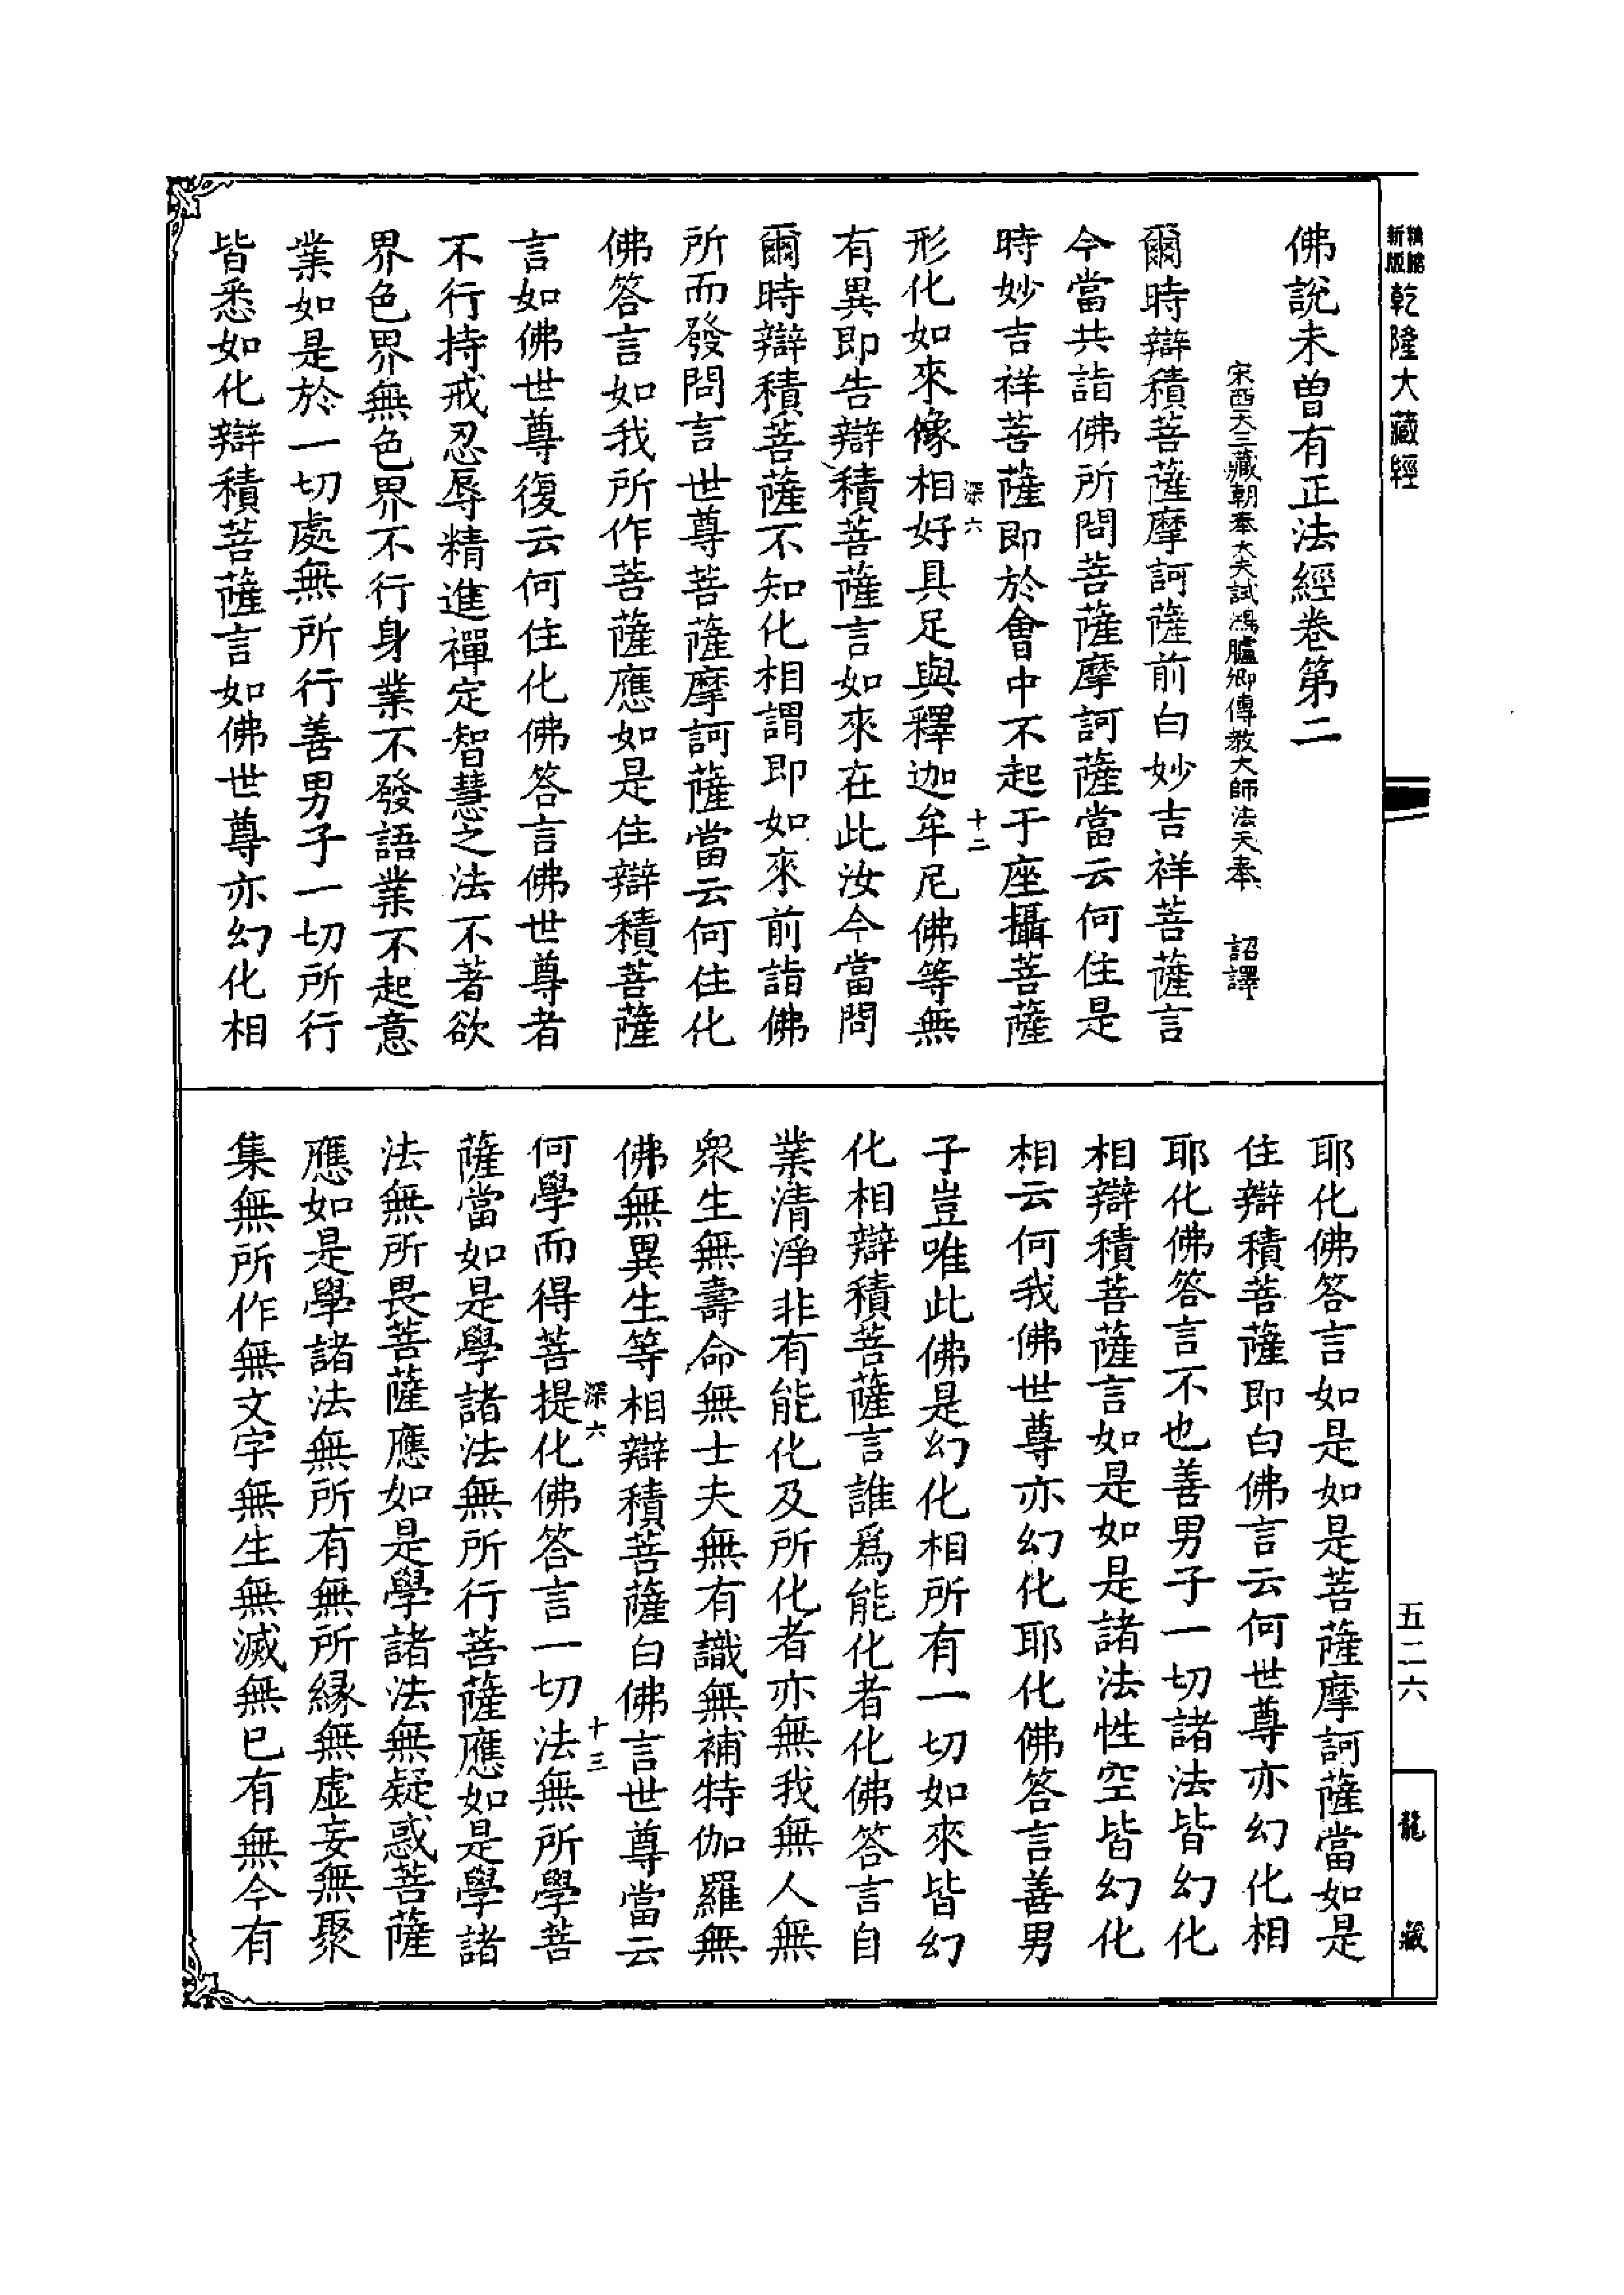 新版
乾隆大藏經
佛說未曾有正法經卷第二
宋西天三藏朝奉大夫試鴻臚卿傳教大師法天奉 詔譯
爾時辯積菩薩摩訶薩前白妙吉祥菩薩言
今當共詣佛所問菩薩摩訶薩當云何住是
時妙吉祥菩薩即於會中不起于座攝菩薩
深六 十二
形化如來像相好具足與釋迦牟尼佛等無
有異即告辯積菩薩言如來在此汝今當問
爾時辯積菩薩不知化相謂即如來前詣佛
所而發問言世尊菩薩摩訶薩當云何住化
佛答言如我所作菩薩應如是住辯積菩薩
言如佛世尊復云何住化佛答言佛世尊者
不行持戒忍辱精進禪定智慧之法不著欲
界色界無色界不行身業不發語業不起意
業如是於一切處無所行善男子一切所行
皆悉如化辯積菩薩言如佛世尊亦幻化相
耶化佛答言如是如是菩薩摩訶薩當如是
住辯積菩薩即白佛言云何世尊亦幻化相
耶化佛答言不也善男子一切諸法皆幻化
相辯積菩薩言如是如是諸法性空皆幻化
相云何我佛世尊亦幻化耶化佛答言善男
子豈唯此佛是幻化相所有一切如來皆幻
化相辯積菩薩言誰為能化者化佛答言自
業清淨非有能化及所化者亦無我無人無
眾生無壽命無士夫無有識無補特伽羅無
佛無異生等相辯積菩薩白佛言世尊當云
深六 十三
何學而得菩提化佛答言一切法無所學菩
薩當如是學諸法無所行菩薩應如是學諸
法無所畏菩薩應如是學諸法無疑惑菩薩
應如是學諸法無所有無所緣無虛妄無聚
集無所作無文字無生無滅無已有無今有
五二六
龍藏